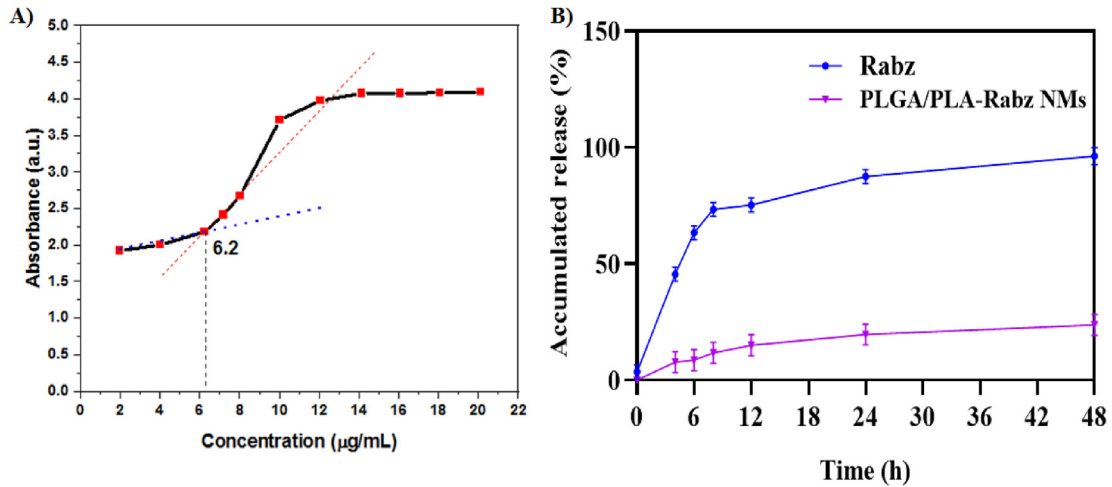 A)
5.0
4.5
4.0
3.5
3.0
2.5
2.0
1.5
1.0
0.5
0.0
Absorbance (a.u.)
6.2
0 2 4 6 8 10 12 14 16 18 20 22
Concentration (μg/mL)
B)
150
100
50
0
Accumulated release (%)
Rabz
PLGA/PLA-Rabz NMs
0 6 12 18 24 30 36 42 48
Time (h)